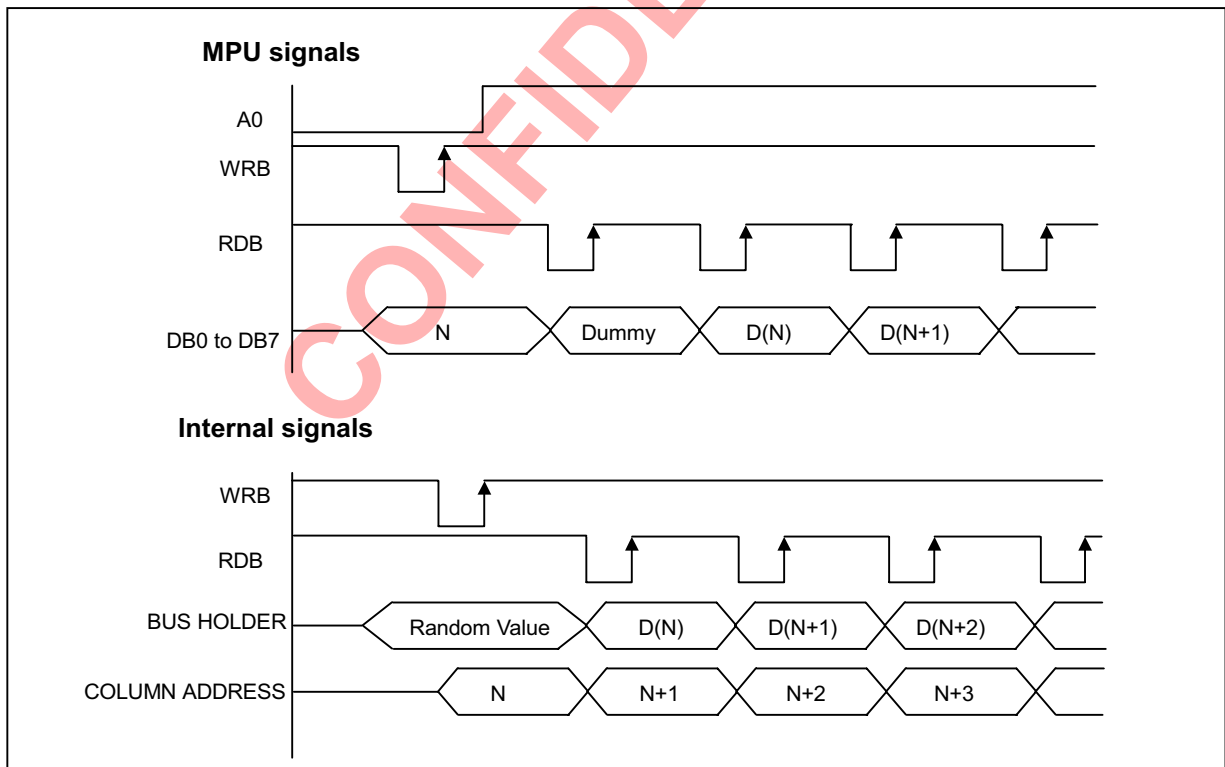 MPU signals
A0
WRB
RDB
DB0 to DB7 N Dummy D(N) D(N+1)
Internal signals
WRB
RDB
BUS HOLDER Random Value D(N) D(N+1) D(N+2)
COLUMN ADDRESS N N+1 N+2 N+3